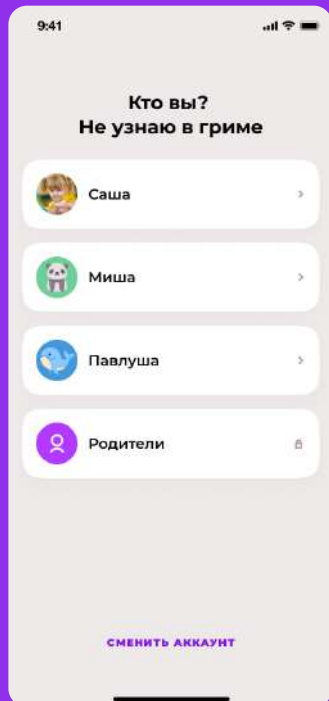 9:41
Кто вы?
Не узнаю в гриме
Саша
Миша
Павлуша
Родители
СМЕНИТЬ АККАУНТ